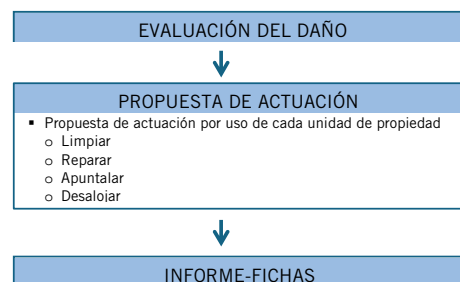 EVALUACIÓN DEL DAÑO
PROPUESTA DE ACTUACIÓN
▪ Propuesta de actuación por uso de cada unidad de propiedad
o Limpiar
o Reparar
o Apuntalar
o Desalojar
INFORME-FICHAS